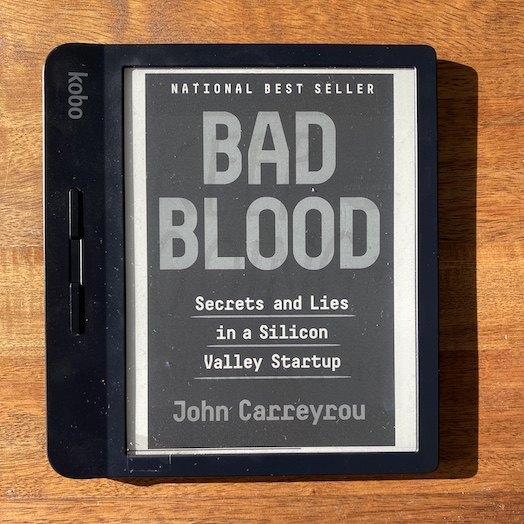 kobo
NATIONAL BEST SELLER
BAD
BLOOD
Secrets and Lies
in a Silicon
Valley Startup
John Carreyrou